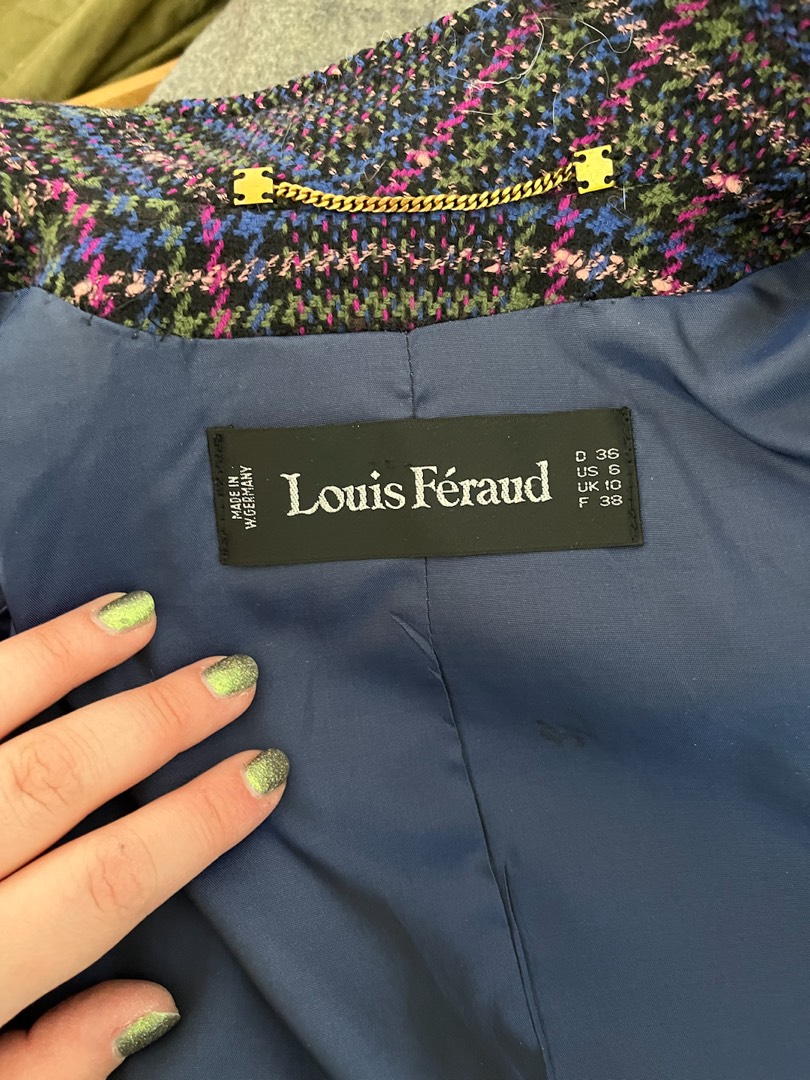 MADE IN
W.GERMANY
Louis Féraud
D 36
US 6
UK 10
F 38